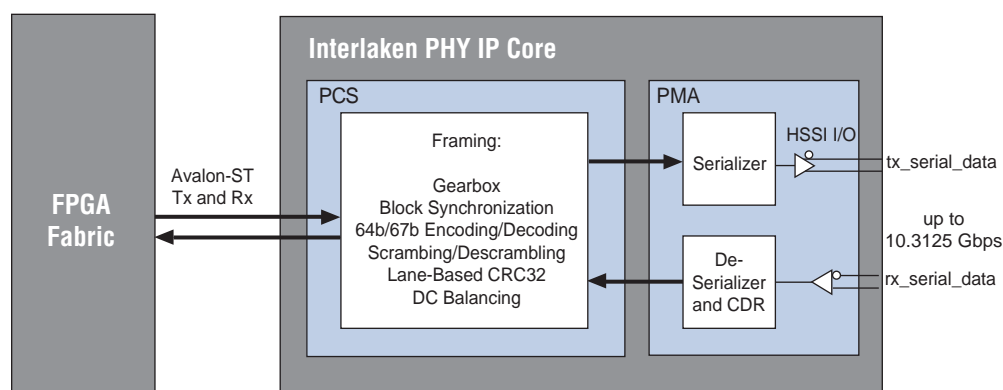 Interlaken PHY IP Core
PCS
PMA
Framing:
Gearbox
Block Synchronization
64b/67b Encoding/Decoding
Scrambing/Descrambling
Lane-Based CRC32
DC Balancing
HSSI I/O
Serializer
tx_serial_data
Avalon-ST
Tx and Rx
FPGA
Fabric
up to
10.3125 Gbps
De-
Serializer
and CDR
rx_serial_data